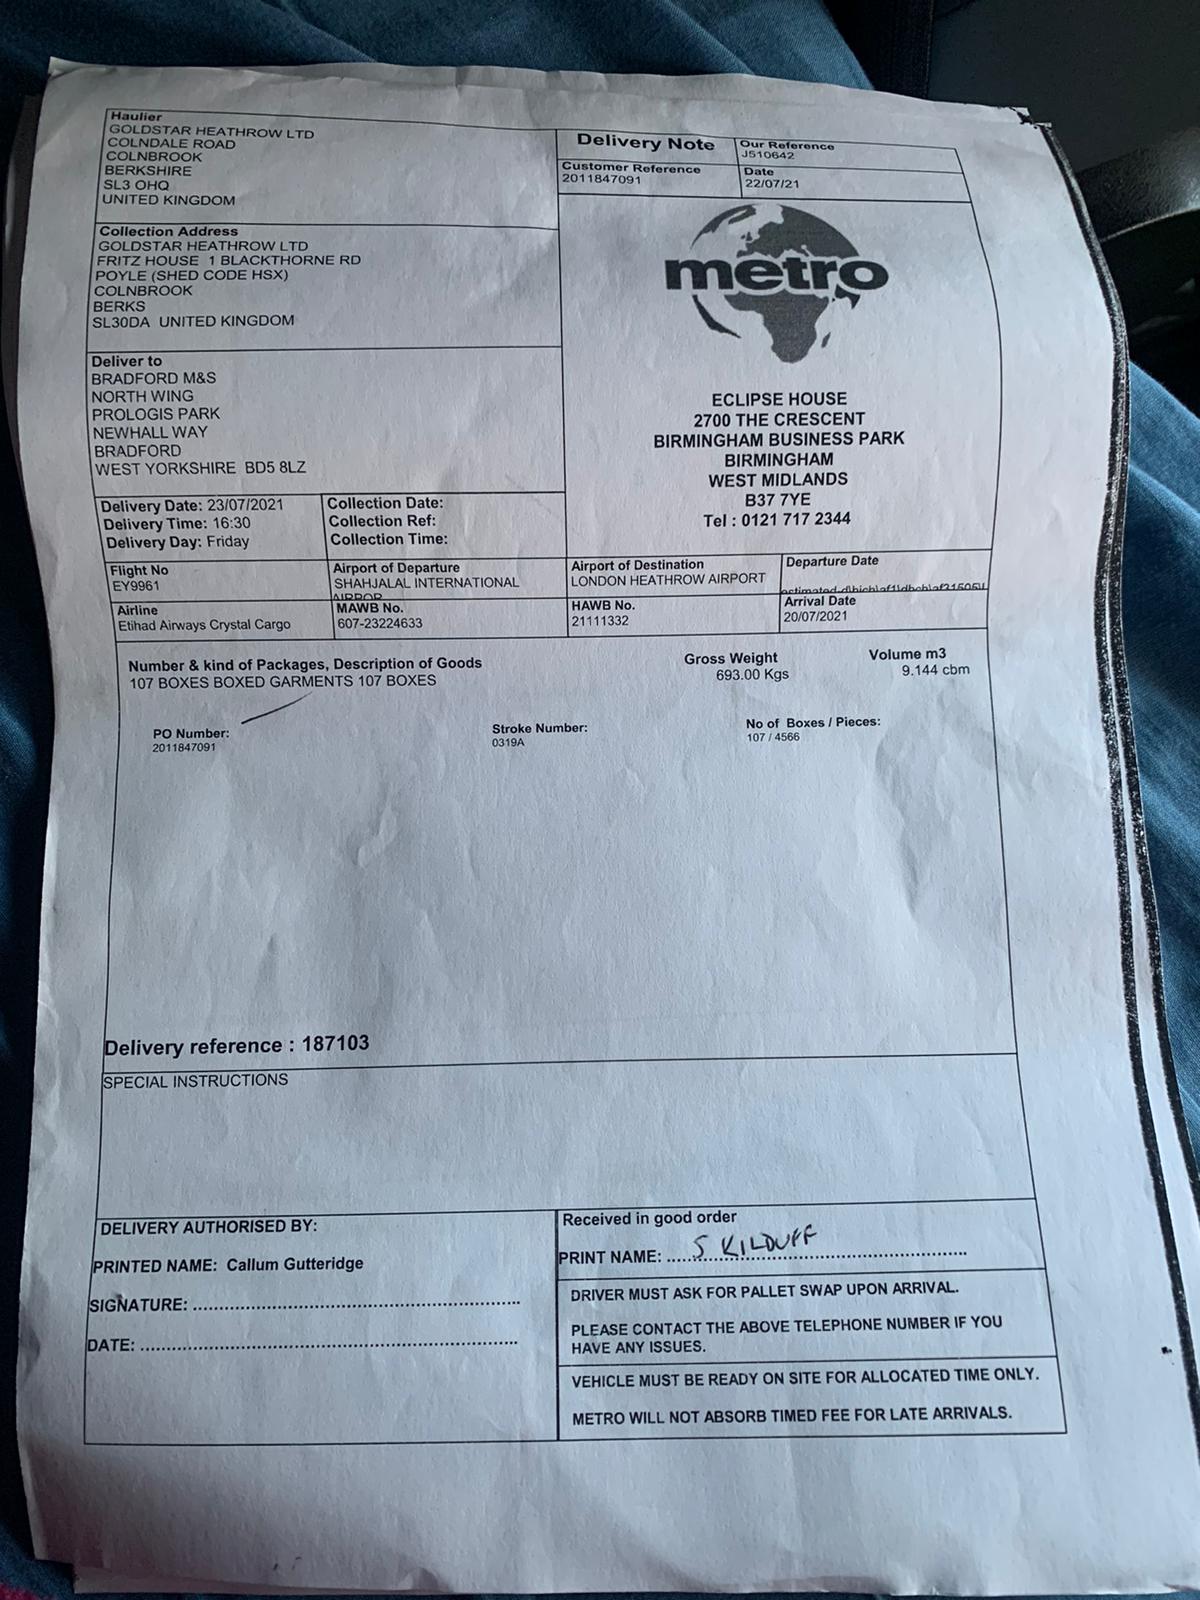 Haulier
GOLDSTAR HEATHROW LTD
COLNDALE ROAD
COLNBROOK
BERKSHIRE
SL3 OHQ
UNITED KINGDOM
Delivery Note
Our Reference
J510642
Customer Reference
2011847091
Date
22/07/21
Collection Address
GOLDSTAR HEATHROW LTD
FRITZ HOUSE 1 BLACKTHORNE RD
POYLE (SHED CODE HSX)
COLNBROOK
BERKS
SL30DA UNITED KINGDOM
metro
ECLIPSE HOUSE
2700 THE CRESCENT
BIRMINGHAM BUSINESS PARK
BIRMINGHAM
WEST MIDLANDS
B37 7YE
Tel : 0121 717 2344
Deliver to
BRADFORD M&S
NORTH WING
PROLOGIS PARK
NEWHALL WAY
BRADFORD
WEST YORKSHIRE BD5 8LZ
Delivery Date: 23/07/2021
Delivery Time: 16:30
Delivery Day: Friday
Collection Date:
Collection Ref:
Collection Time:
Flight No
EY9961
Airport of Departure
SHAHJALAL INTERNATIONAL
Airport of Destination
LONDON HEATHROW AIRPORT
Departure Date
Airline
Etihad Airways Crystal Cargo
MAWB No.
607-23224633
HAWB No.
21111332
Arrival Date
20/07/2021
Number & kind of Packages, Description of Goods
107 BOXES BOXED GARMENTS 107 BOXES
Gross Weight
693.00 Kgs
Volume m3
9.144 cbm
PO Number:
2011847091
Stroke Number:
0319A
No of Boxes / Pieces:
107 / 4566
Delivery reference : 187103
SPECIAL INSTRUCTIONS
DELIVERY AUTHORISED BY:
PRINTED NAME: Callum Gutteridge
SIGNATURE:
DATE:
Received in good order
PRINT NAME: S KILDUFF
DRIVER MUST ASK FOR PALLET SWAP UPON ARRIVAL.
PLEASE CONTACT THE ABOVE TELEPHONE NUMBER IF YOU
HAVE ANY ISSUES.
VEHICLE MUST BE READY ON SITE FOR ALLOCATED TIME ONLY.
METRO WILL NOT ABSORB TIMED FEE FOR LATE ARRIVALS.